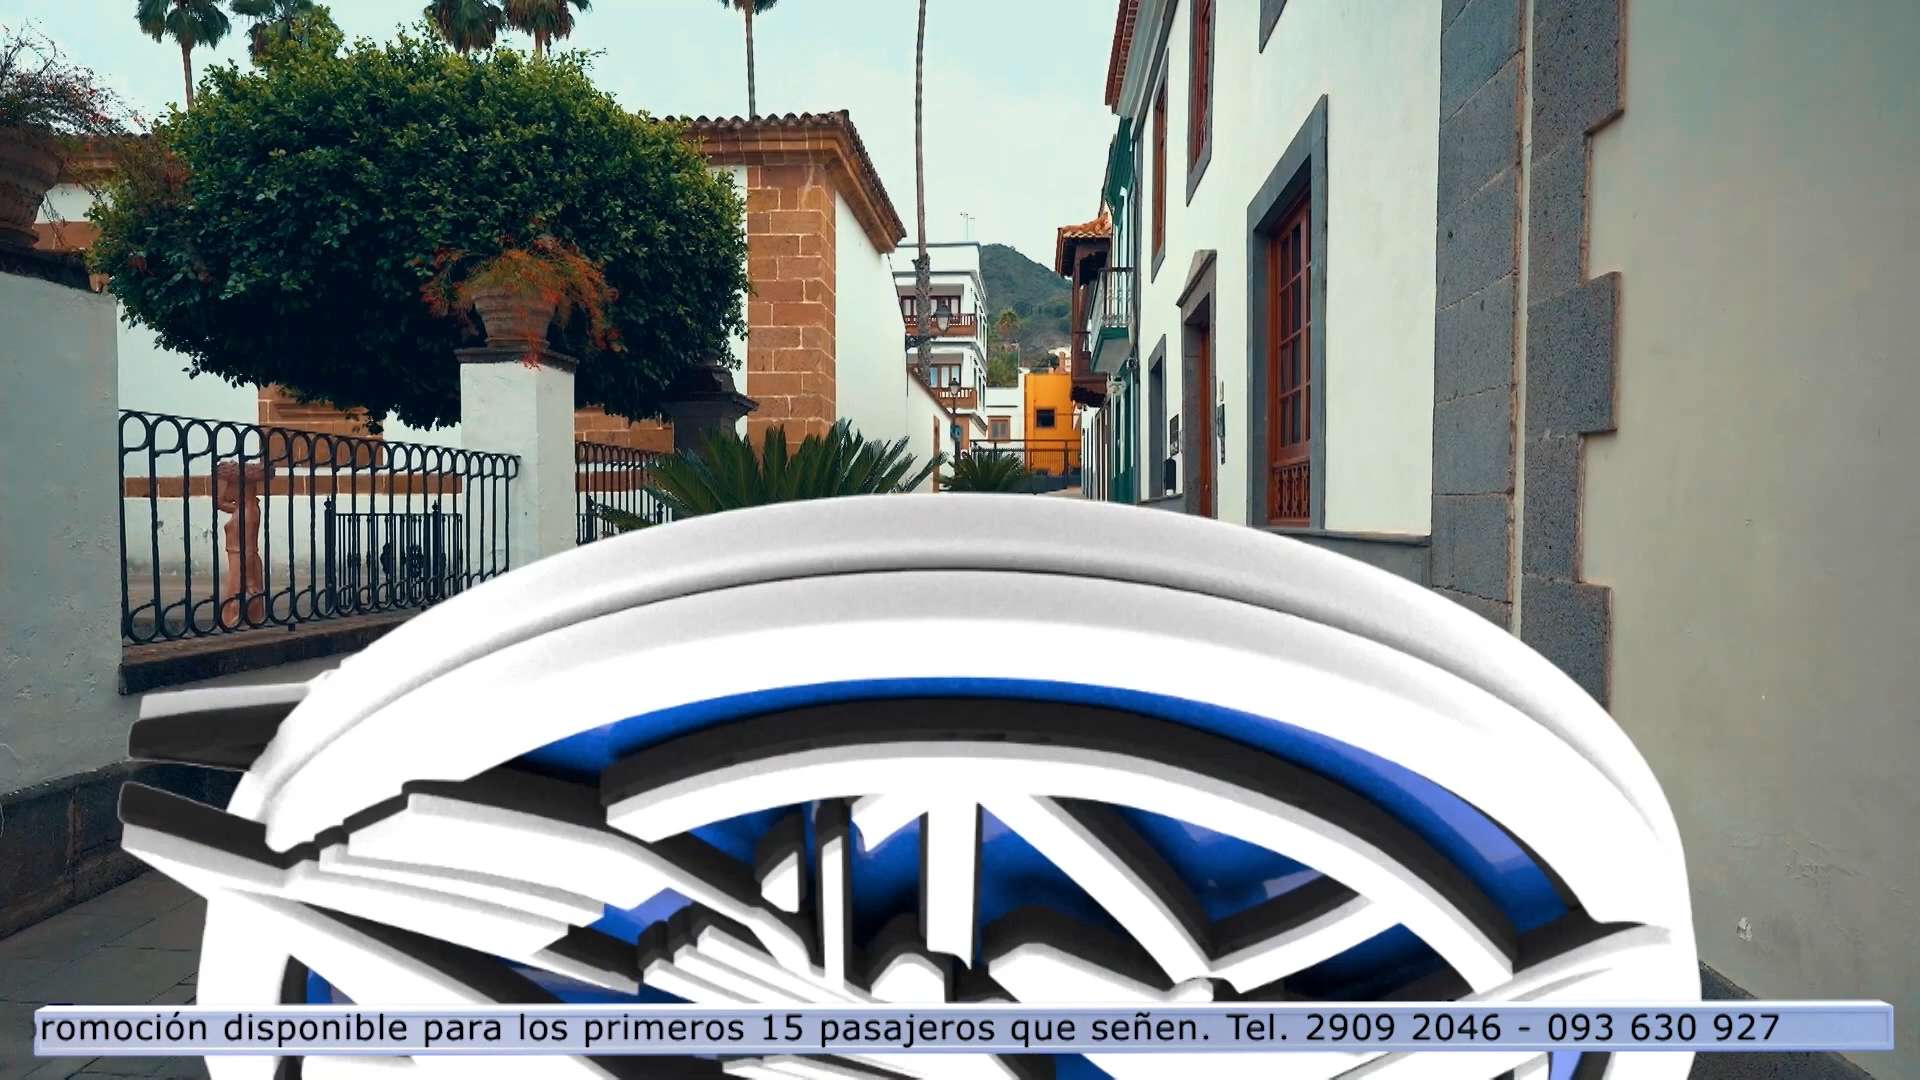 romoción disponible para los primeros 15 pasajeros que señen. Tel. 2909 2046 - 093 630 927